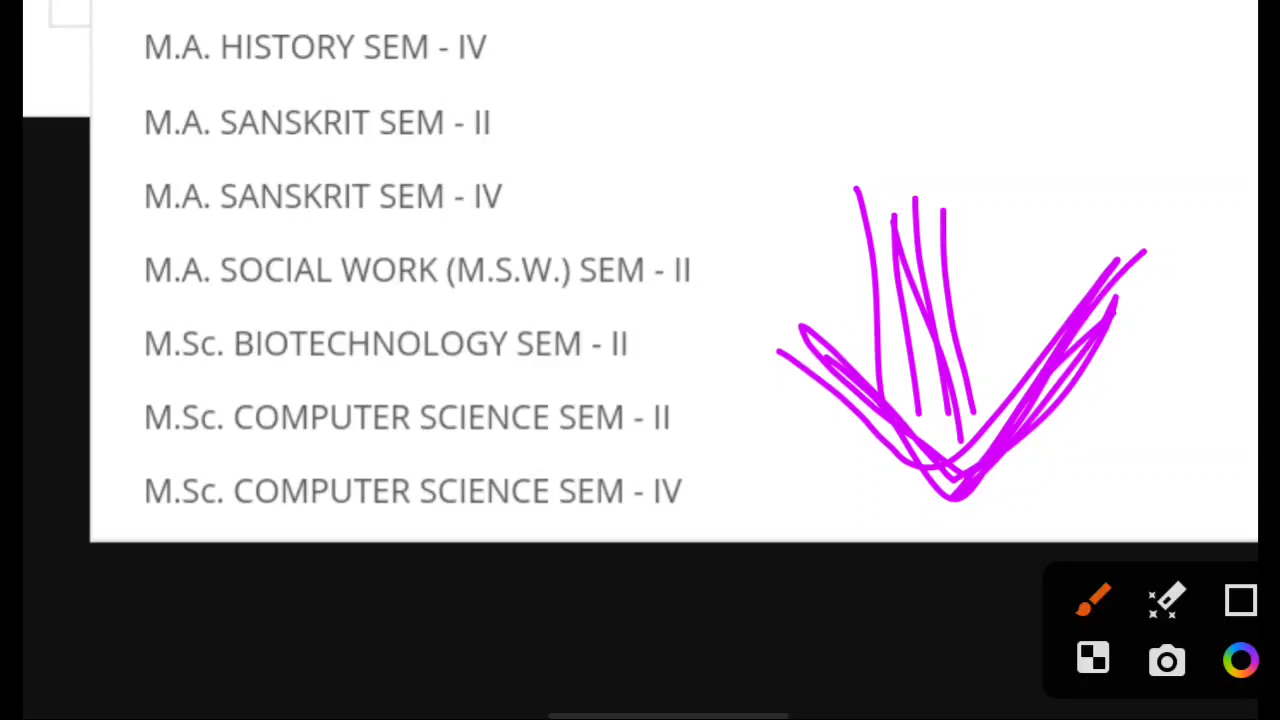 M.A. HISTORY SEM - IV
M.A. SANSKRIT SEM - II
M.A. SANSKRIT SEM - IV
M.A. SOCIAL WORK (M.S.W.) SEM - II
M.Sc. BIOTECHNOLOGY SEM - II
M.Sc. COMPUTER SCIENCE SEM - II
M.Sc. COMPUTER SCIENCE SEM - IV